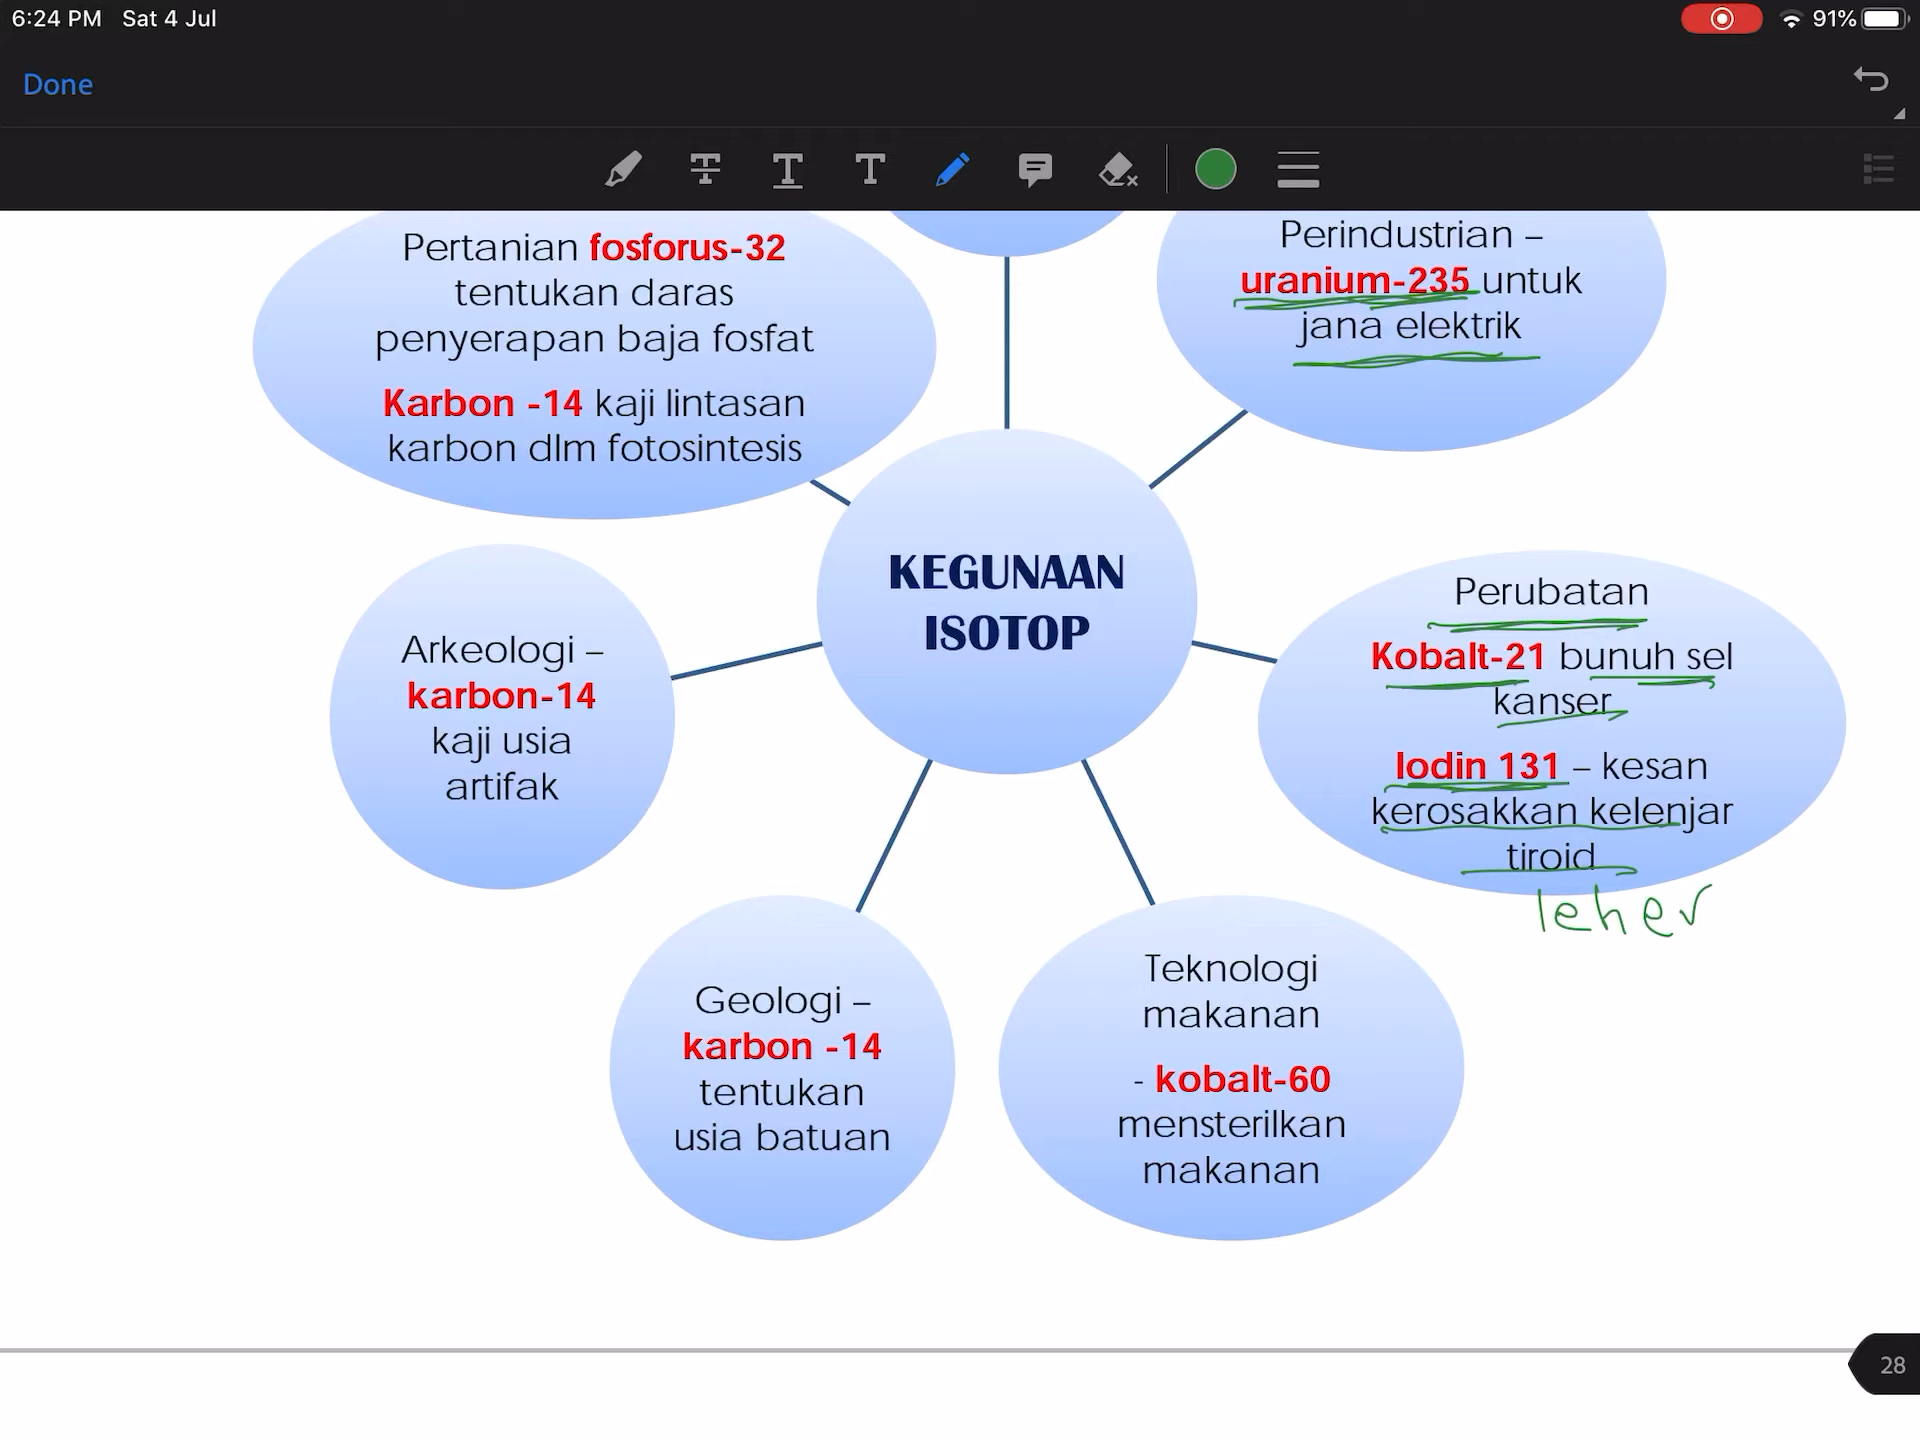 6:24 PM Sat 4 Jul
91%
Done
Pertanian fosforus-32
tentukan daras
penyerapan baja fosfat
Karbon -14 kaji lintasan
karbon dlm fotosintesis
Perindustrian –
uranium-235 untuk
jana elektrik
KEGUNAAN
ISOTOP
Arkeologi –
karbon-14
kaji usia
artifak
Perubatan
Kobalt-21 bunuh sel
kanser
Iodin 131 – kesan
kerosakkan kelenjar
tiroid
leher
Geologi –
karbon -14
tentukan
usia batuan
Teknologi
makanan
- kobalt-60
mensterilkan
makanan
28